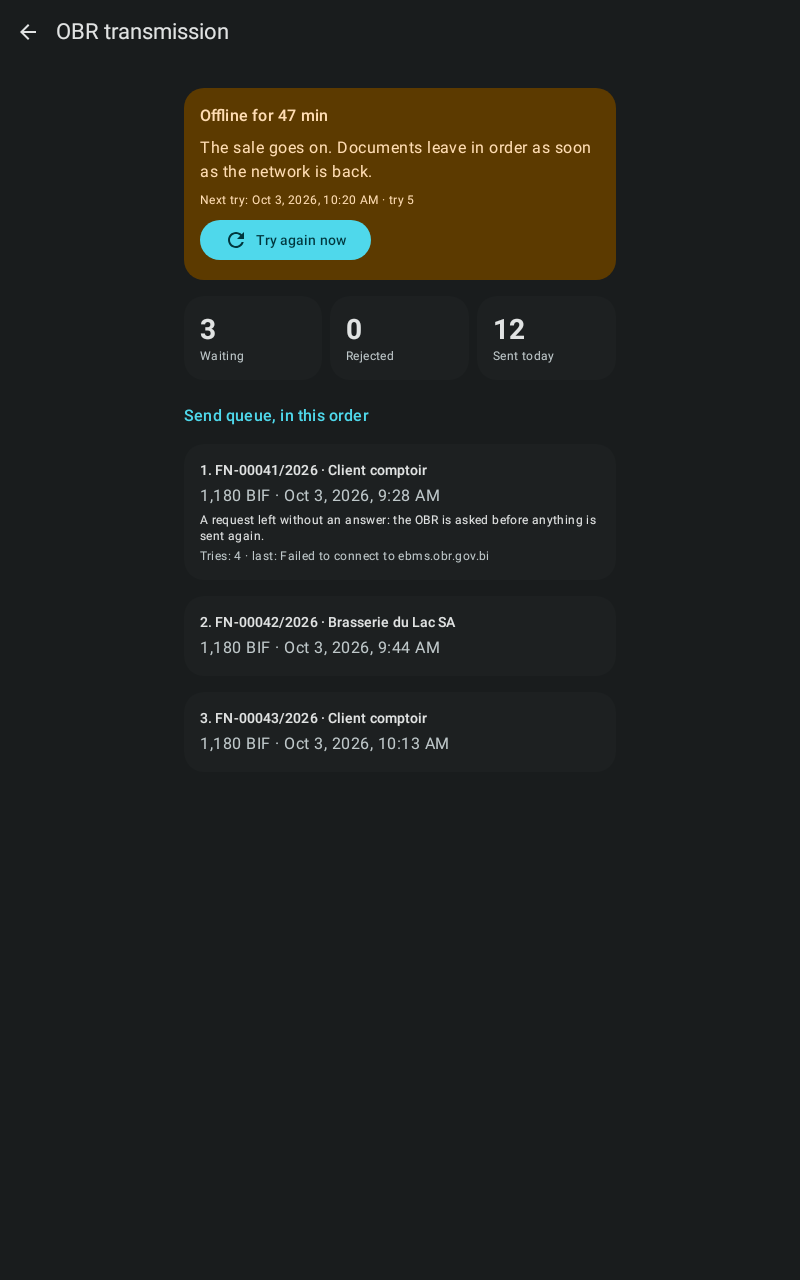 OBR transmission
Offline for 47 min
The sale goes on. Documents leave in order as soon
as the network is back.
Next try: Oct 3, 2026, 10:20 AM · try 5
Try again now
3
Waiting
0
Rejected
12
Sent today
Send queue, in this order
1. FN-00041/2026 · Client comptoir
1,180 BIF · Oct 3, 2026, 9:28 AM
A request left without an answer: the OBR is asked before anything is
sent again.
Tries: 4 · last: Failed to connect to ebms.obr.gov.bi
2. FN-00042/2026 · Brasserie du Lac SA
1,180 BIF · Oct 3, 2026, 9:44 AM
3. FN-00043/2026 · Client comptoir
1,180 BIF · Oct 3, 2026, 10:13 AM